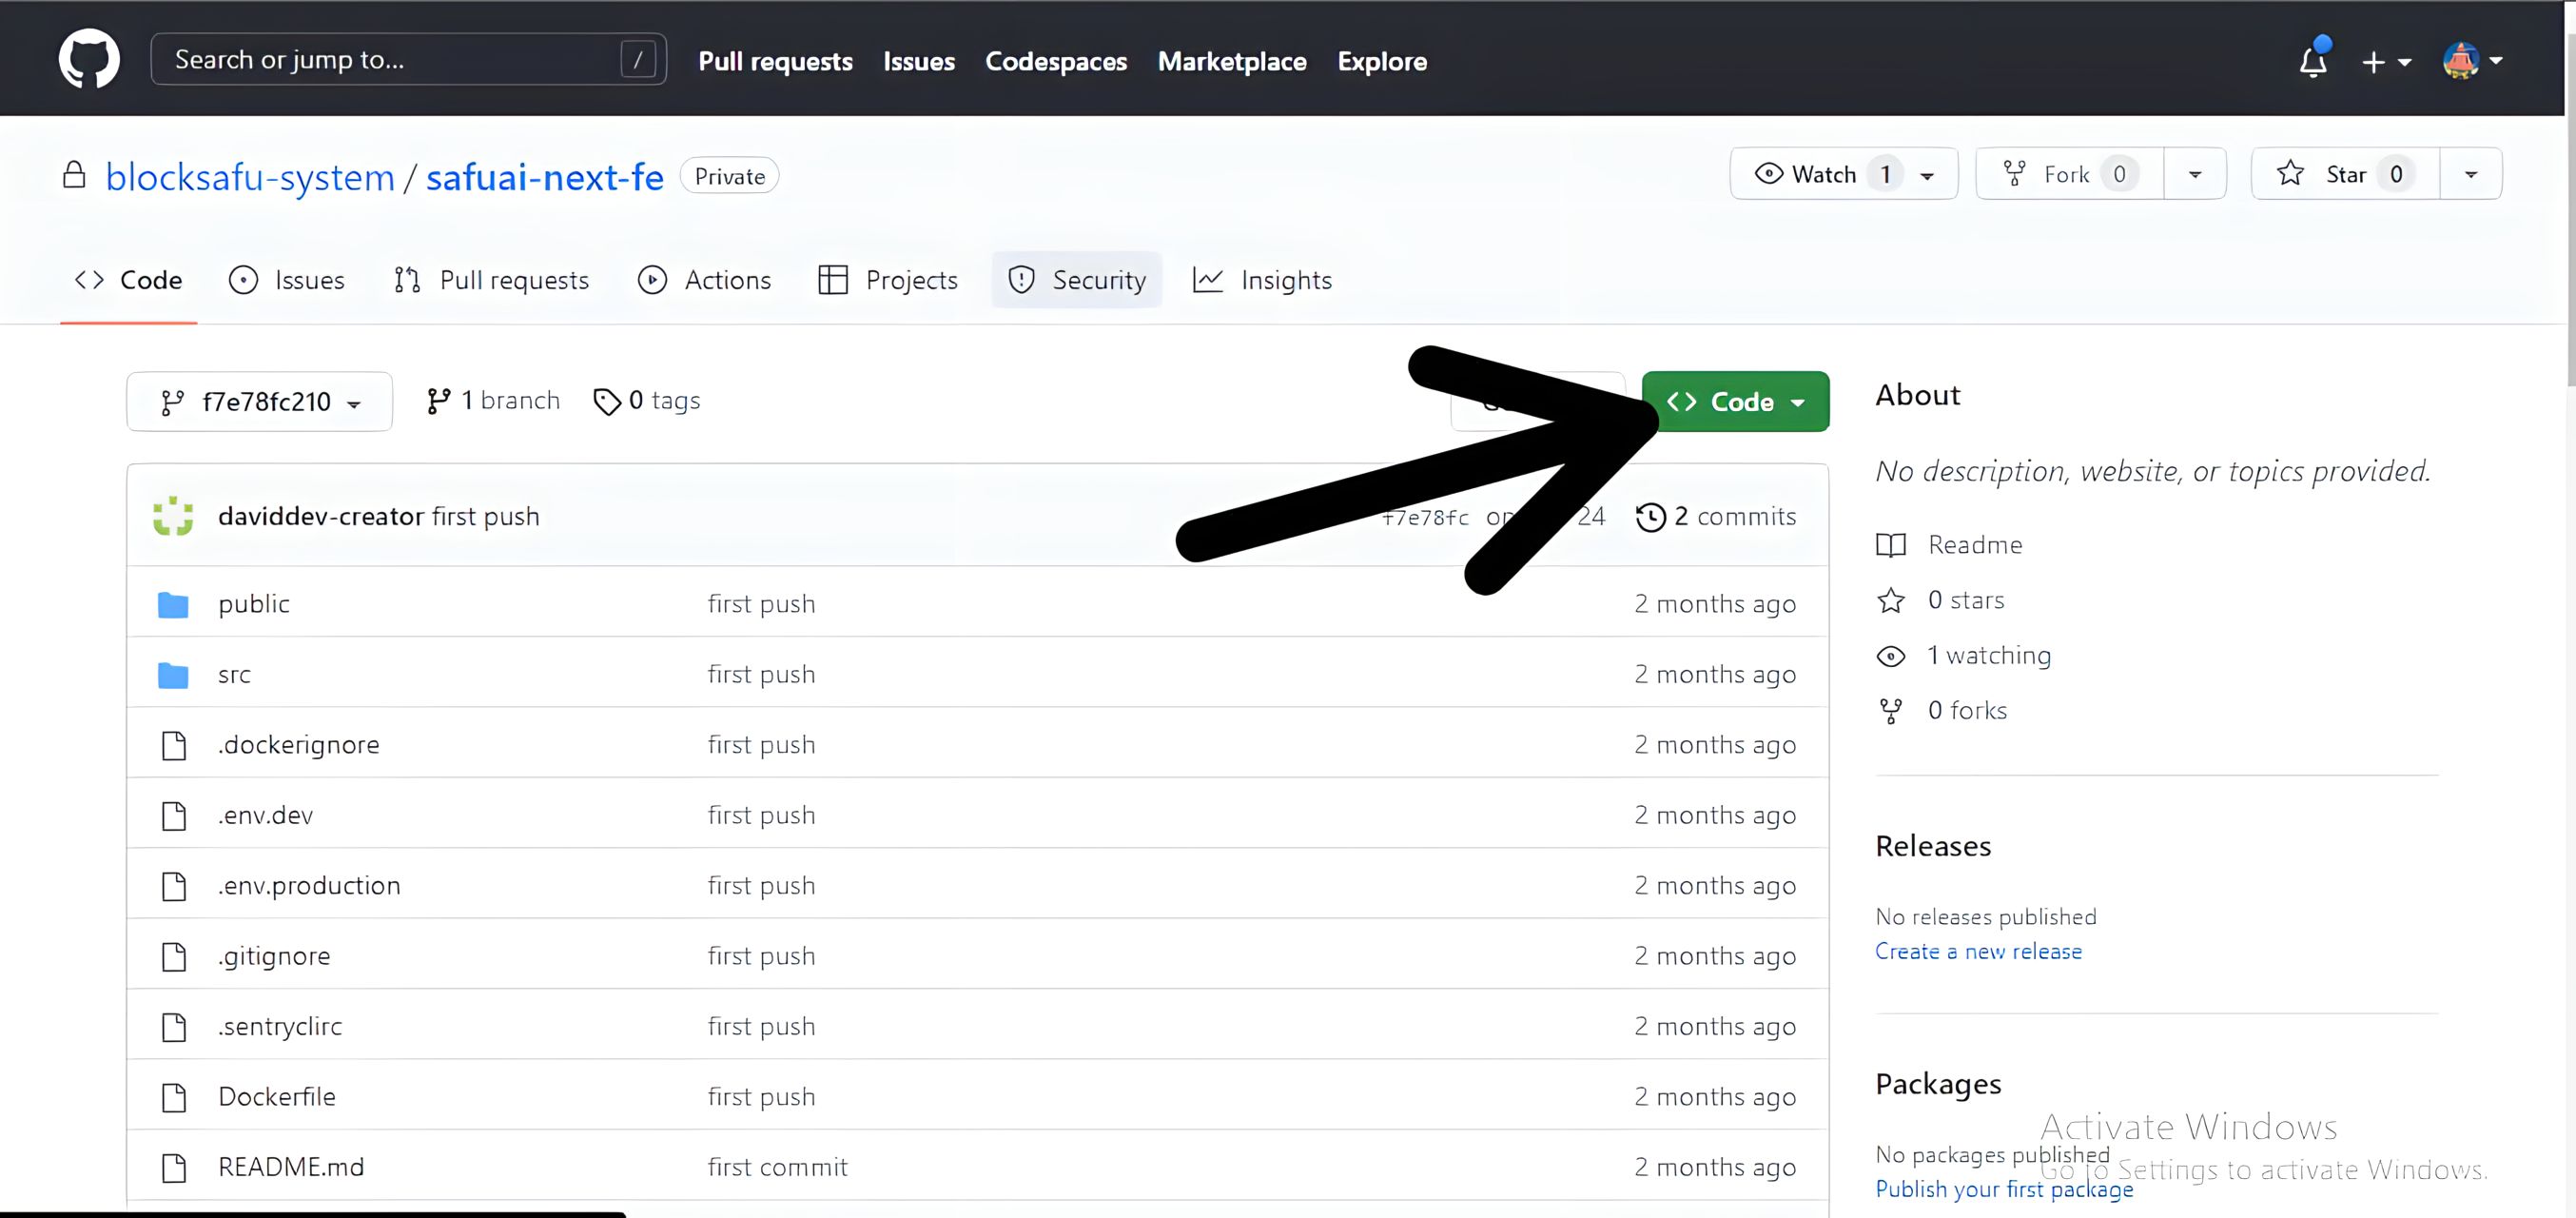 Search or jump to... /
Pull requests Issues Codespaces Marketplace Explore
blocksafu-system / safuai-next-fe Private
Watch 1 Fork 0 Star 0
Code Issues Pull requests Actions Projects Security Insights
f7e78fc210 1 branch 0 tags
Code
daviddev-creator first push f7e78fc 24 2 commits
public first push 2 months ago
src first push 2 months ago
.dockerignore first push 2 months ago
.env.dev first push 2 months ago
.env.production first push 2 months ago
.gitignore first push 2 months ago
.sentryclirc first push 2 months ago
Dockerfile first push 2 months ago
README.md first commit 2 months ago
About
No description, website, or topics provided.
Readme
0 stars
1 watching
0 forks
Releases
No releases published
Create a new release
Packages
No packages published
Publish your first package
Activate Windows
Go to Settings to activate Windows.